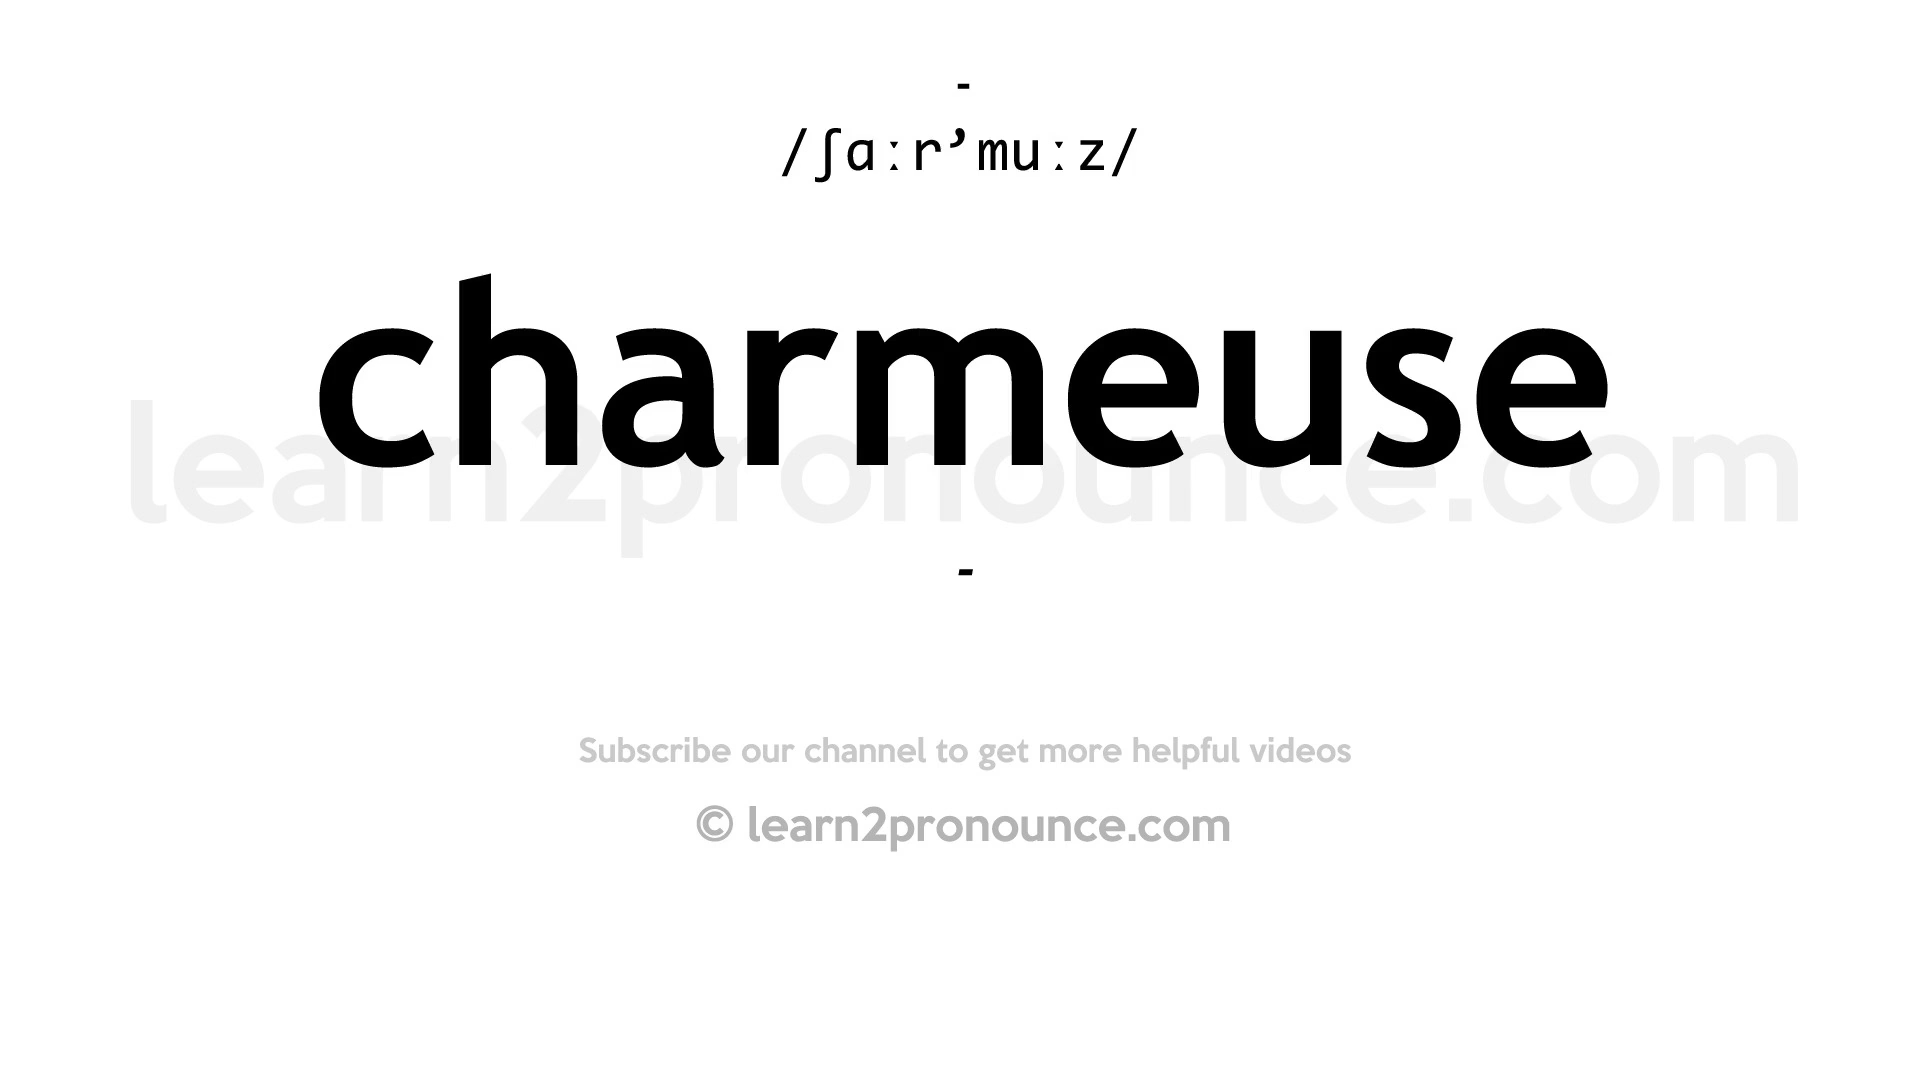 -
/ʃɑːr’muːz/
charmeuse
learn2pronounce.com
-
Subscribe our channel to get more helpful videos
© learn2pronounce.com